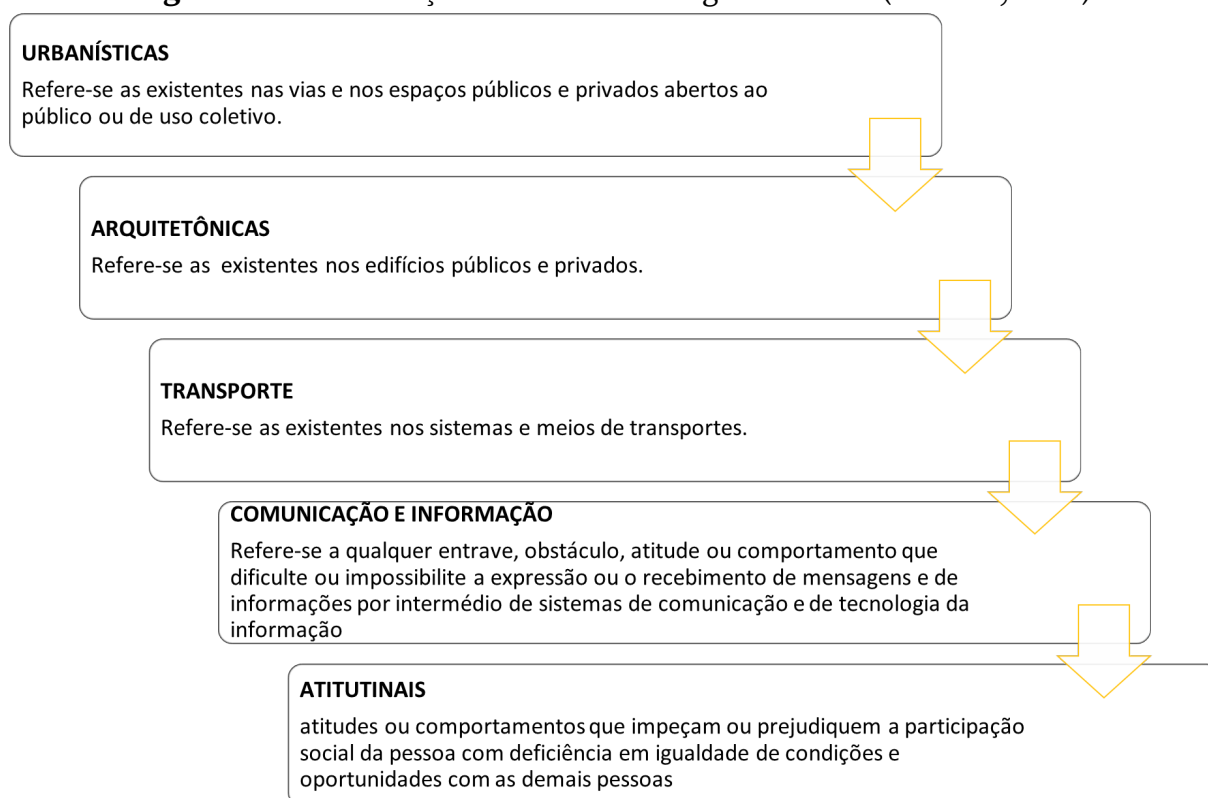 URBANÍSTICAS
Refere-se as existentes nas vias e nos espaços públicos e privados abertos ao
público ou de uso coletivo.
ARQUITETÔNICAS
Refere-se as existentes nos edifícios públicos e privados.
TRANSPORTE
Refere-se as existentes nos sistemas e meios de transportes.
COMUNICAÇÃO E INFORMAÇÃO
Refere-se a qualquer entrave, obstáculo, atitude ou comportamento que
dificulte ou impossibilite a expressão ou o recebimento de mensagens e de
informações por intermédio de sistemas de comunicação e de tecnologia da
informação
ATITUTINAIS
atitudes ou comportamentos que impeçam ou prejudiquem a participação
social da pessoa com deficiência em igualdade de condições e
oportunidades com as demais pessoas